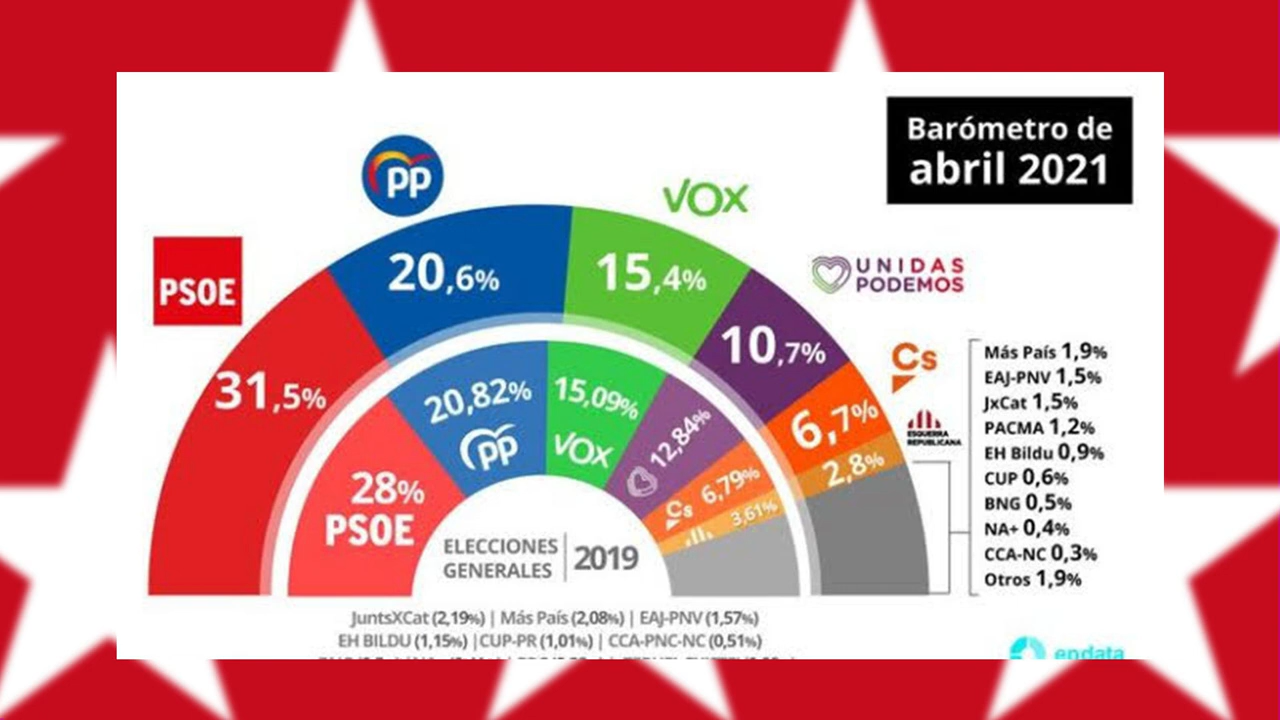 Barómetro de
abril 2021
PP
VOX
PSOE
UNIDAS
PODEMOS
20,6%
15,4%
10,7%
31,5%
6,7%
2,8%
Cs
ESQUERRA
REPUBLICANA
20,82%
PP
15,09%
VOX
12,84%
28%
PSOE
Cs 6,79%
3,61%
ELECCIONES
GENERALES
2019
Más País 1,9%
EAJ-PNV 1,5%
JxCat 1,5%
PACMA 1,2%
EH Bildu 0,9%
CUP 0,6%
BNG 0,5%
NA+ 0,4%
CCA-NC 0,3%
Otros 1,9%
JuntsXCat (2,19%) | Más País (2,08%) | EAJ-PNV (1,57%)
EH BILDU (1,15%) |CUP-PR (1,01%) | CCA-PNC-NC (0,51%)
endata